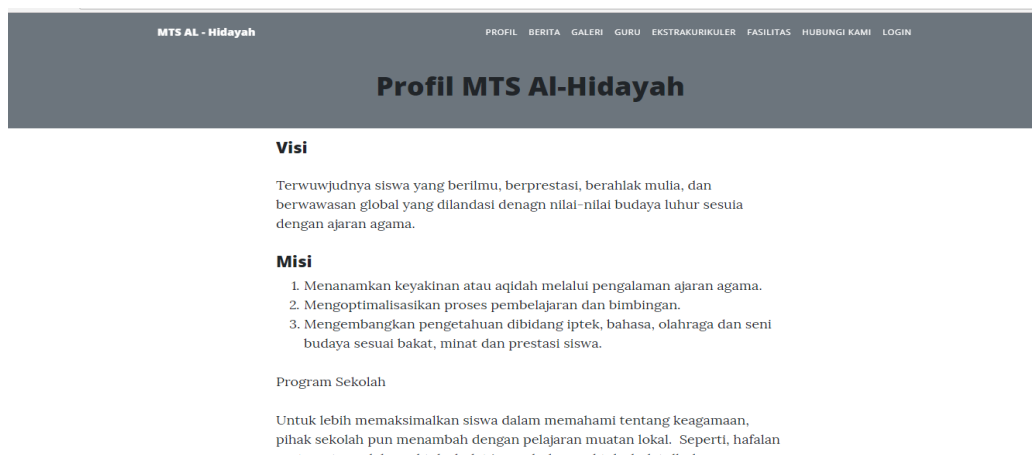 MTS AL - Hidayah
PROFIL BERITA GALERI GURU EKSTRAKURIKULER FASILITAS HUBUNGI KAMI LOGIN
Profil MTS Al-Hidayah
Visi
Terwuwjudnya siswa yang berilmu, berprestasi, berahlak mulia, dan
berwawasan global yang dilandasi denagn nilai-nilai budaya luhur sesuia
dengan ajaran agama.
Misi
1. Menanamkan keyakinan atau aqidah melalui pengalaman ajaran agama.
2. Mengoptimalisasikan proses pembelajaran dan bimbingan.
3. Mengembangkan pengetahuan dibidang iptek, bahasa, olahraga dan seni
budaya sesuai bakat, minat dan prestasi siswa.
Program Sekolah
Untuk lebih memaksimalkan siswa dalam memahami tentang keagamaan,
pihak sekolah pun menambah dengan pelajaran muatan lokal. Seperti, hafalan